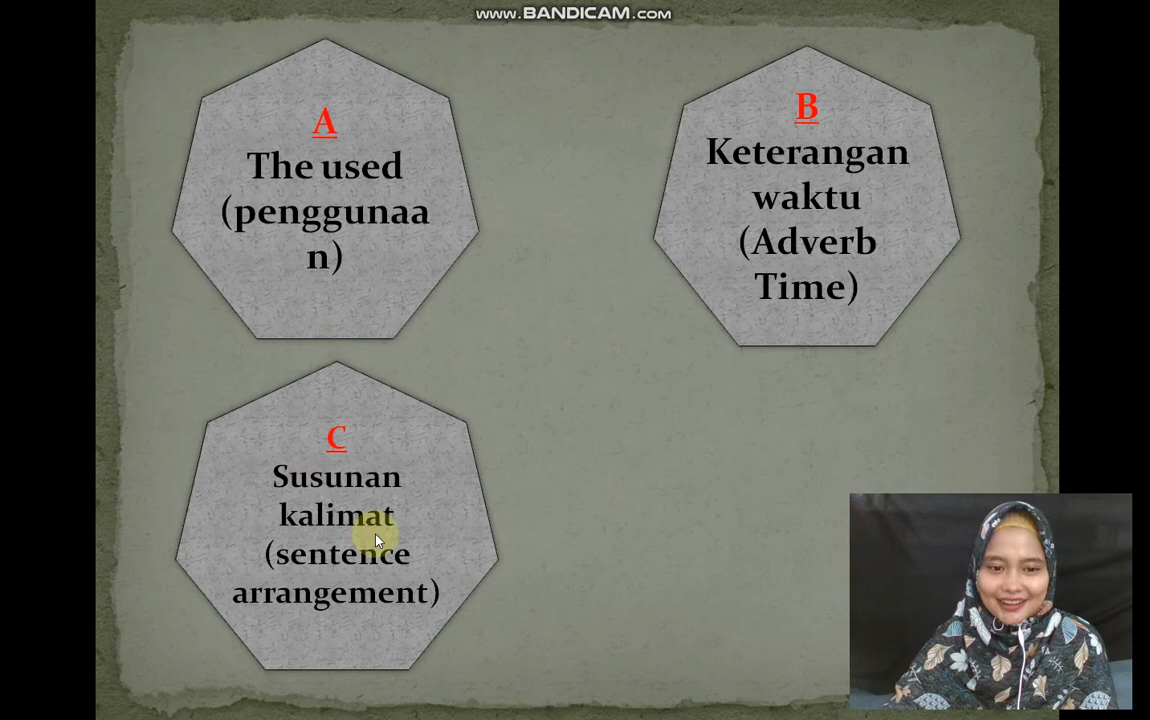 www.BANDICAM.com
A
The used
(penggunaa
n)
B
Keterangan
waktu
(Adverb
Time)
C
Susunan
kalimat
(sentence
arrangement)